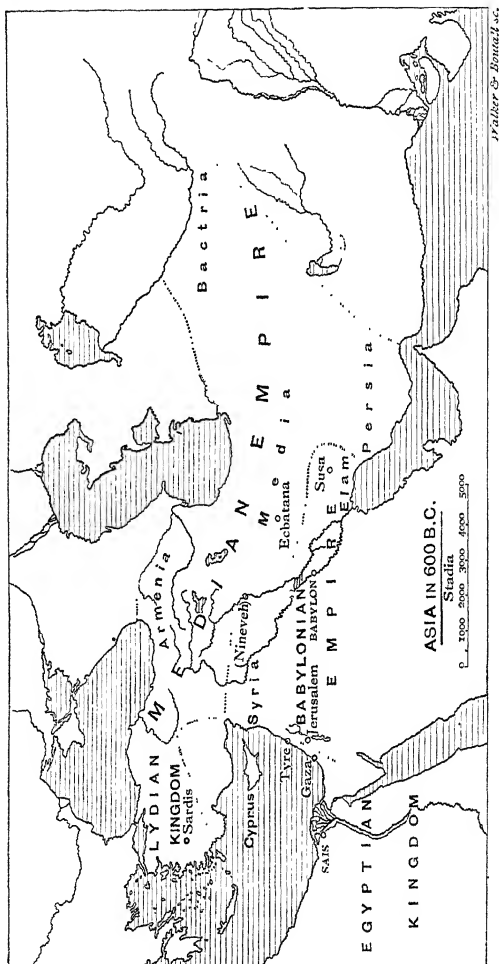 ASIA IN 600 B.C.
Stadia
0 1000 2000 3000 4000 5000
LYDIAN
KINGDOM
Sardis
MEDIAN EMPIRE
Armenia
Media
Ecbatana
Bactria
Persia
Elam
Susa
(Nineveh)
Syria
BABYLONIAN
EMPIRE
BABYLON
Cyprus
Tyre
Jerusalem
Gaza
SAIS
EGYPTIAN
KINGDOM
Walker & Boutall sc.